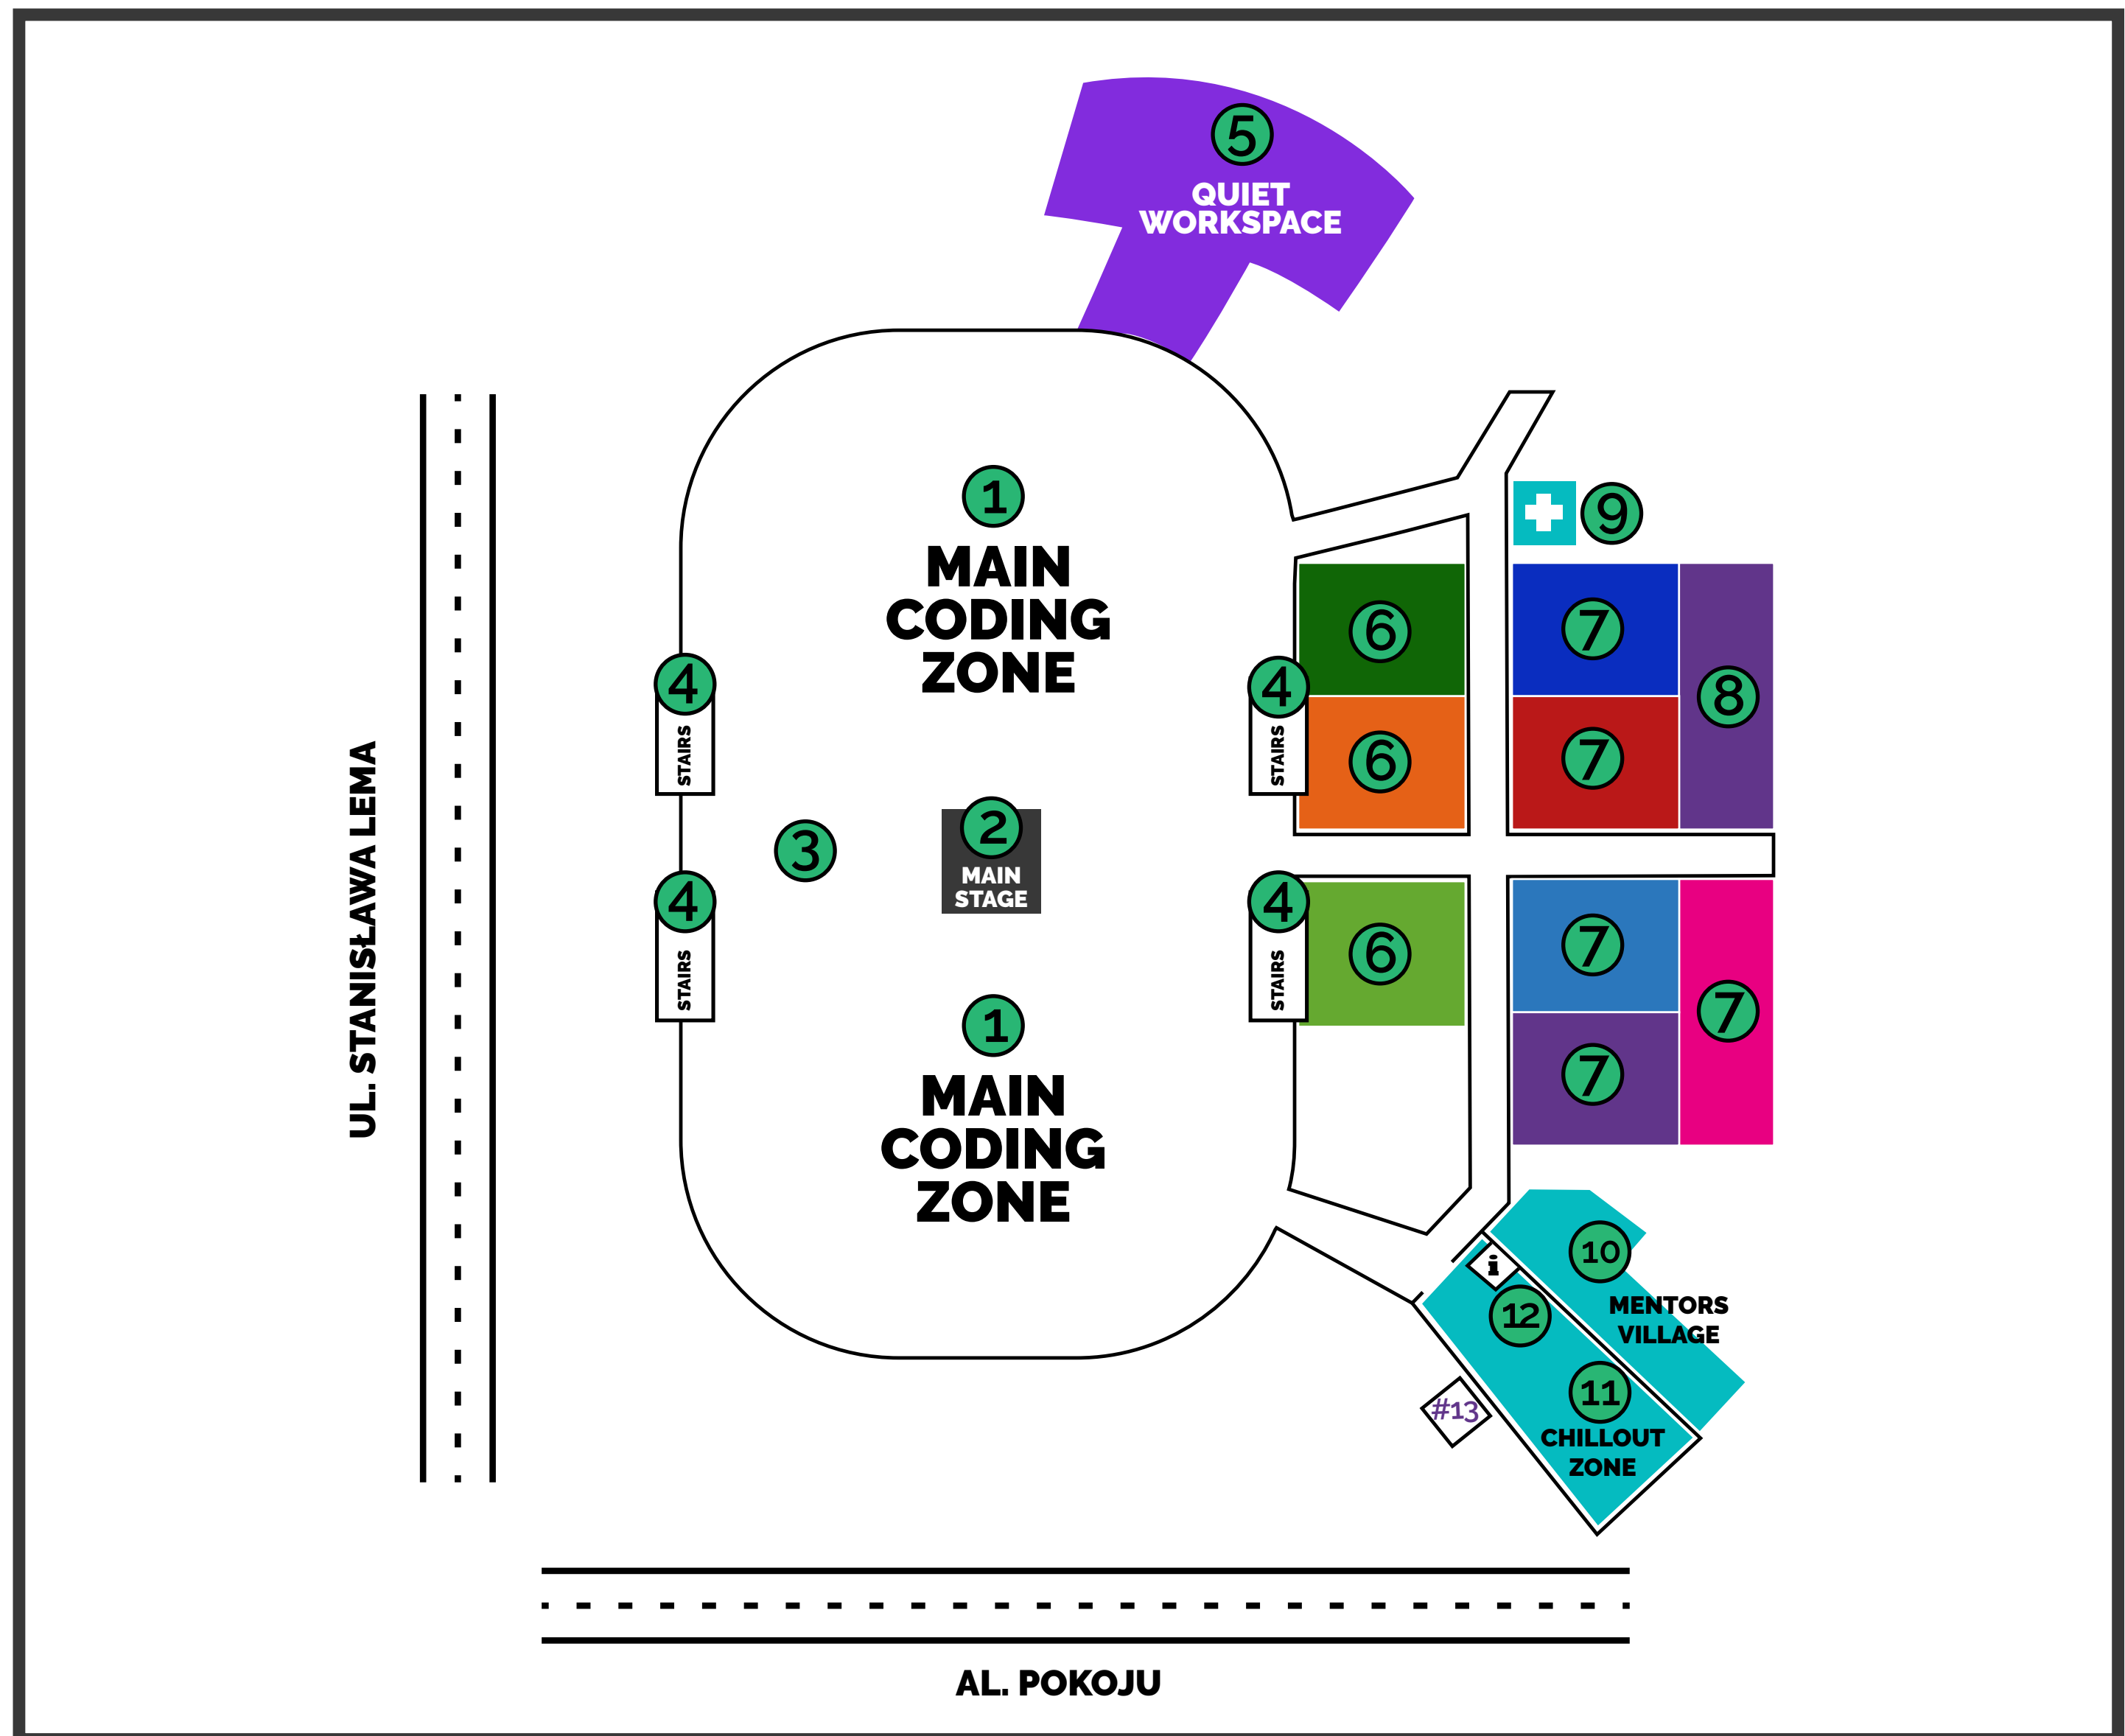 5
QUIET
WORKSPACE
1
MAIN
CODING
ZONE
9
6
7
8
4
STAIRS
4
STAIRS
6
7
3
2
MAIN
STAGE
4
STAIRS
4
STAIRS
6
7
7
7
1
MAIN
CODING
ZONE
UL. STANISŁAWA LEMA
10
MENTORS
VILLAGE
i
12
11
CHILLOUT
ZONE
#13
AL. POKOJU